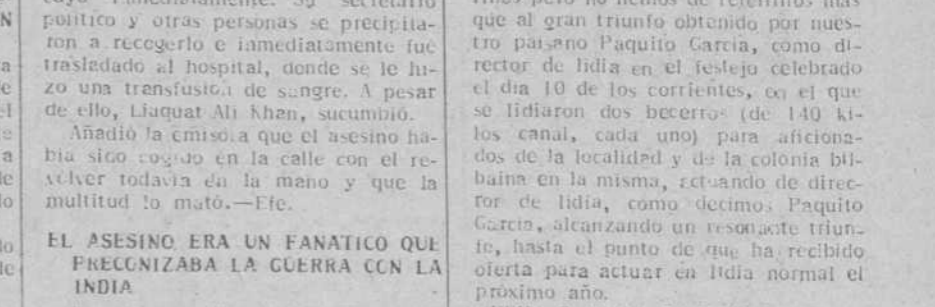 N
político y otras personas se precipita-
ron a recogerlo e inmediatamente fue
trasladado al hospital, donde se le hi-
zo una transfusión de sangre. A pesar
de ello, Liaquat Ali Khan, sucumbió.
Añadió la emisora que el asesino ha-
bía sido cogido en la calle con el re-
vólver todavía en la mano y que la
multitud lo mató.—Efe.
EL ASESINO ERA UN FANATICO QUE
PRECONIZABA LA GUERRA CON LA
INDIA
que al gran triunfo obtenido por nues-
tro paisano Paquito García, como di-
rector de lidia en el festejo celebrado
el día 10 de los corrientes, en el que
se lidiaron dos becerros (de 140 ki-
los canal, cada uno) para aficiona-
dos de la localidad y de la colonia bil-
baina en la misma, actuando de direc-
tor de lidia, como decimos Paquito
García, alcanzando un resonante triun-
fo, hasta el punto de que ha recibido
oferta para actuar en lidia normal el
próximo año.